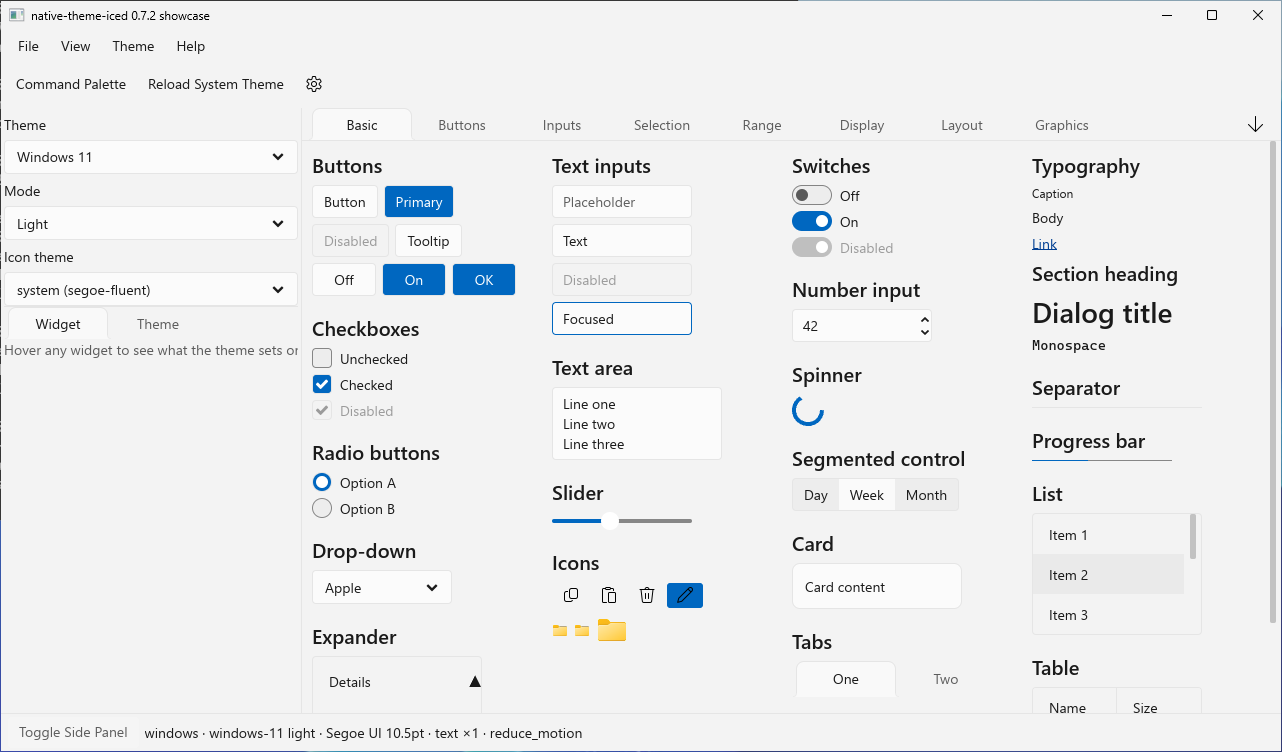 native-theme-iced 0.7.2 showcase
File View Theme Help
Command Palette Reload System Theme
Theme
Windows 11
Mode
Light
Icon theme
system (segoe-fluent)
Widget Theme
Hover any widget to see what the theme sets or
Basic Buttons Inputs Selection Range Display Layout Graphics
Buttons
Button Primary
Disabled Tooltip
Off On OK
Checkboxes
Unchecked
Checked
Disabled
Radio buttons
Option A
Option B
Drop-down
Apple
Expander
Details
Text inputs
Placeholder
Text
Disabled
Focused
Text area
Line one
Line two
Line three
Slider
Icons
Switches
Off
On
Disabled
Number input
42
Spinner
Segmented control
Day Week Month
Card
Card content
Tabs
One Two
Typography
Caption
Body
Link
Section heading
Dialog title
Monospace
Separator
Progress bar
List
Item 1
Item 2
Item 3
Table
Name Size
Toggle Side Panel windows · windows-11 light · Segoe UI 10.5pt · text ×1 · reduce_motion